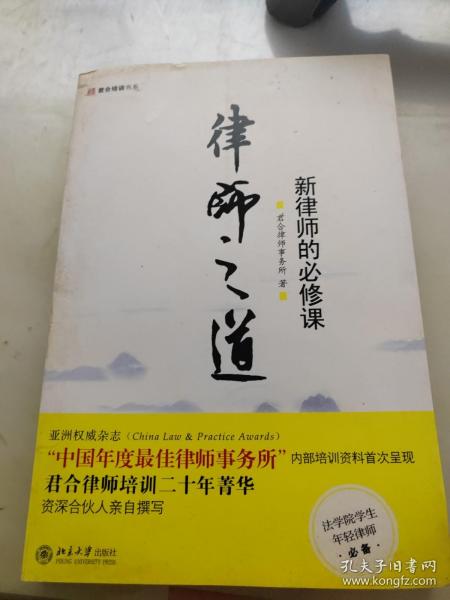 君合培训书系
律师之道
新律师的必修课
君合律师事务所 著
亚洲权威杂志（China Law & Practice Awards）
“中国年度最佳律师事务所”内部培训资料首次呈现
君合律师培训二十年菁华
资深合伙人亲自撰写
法学院学生
年轻律师
·必备·
北京大学出版社
PEKING UNIVERSITY PRESS
孔夫子旧书网
www.kongfz.com